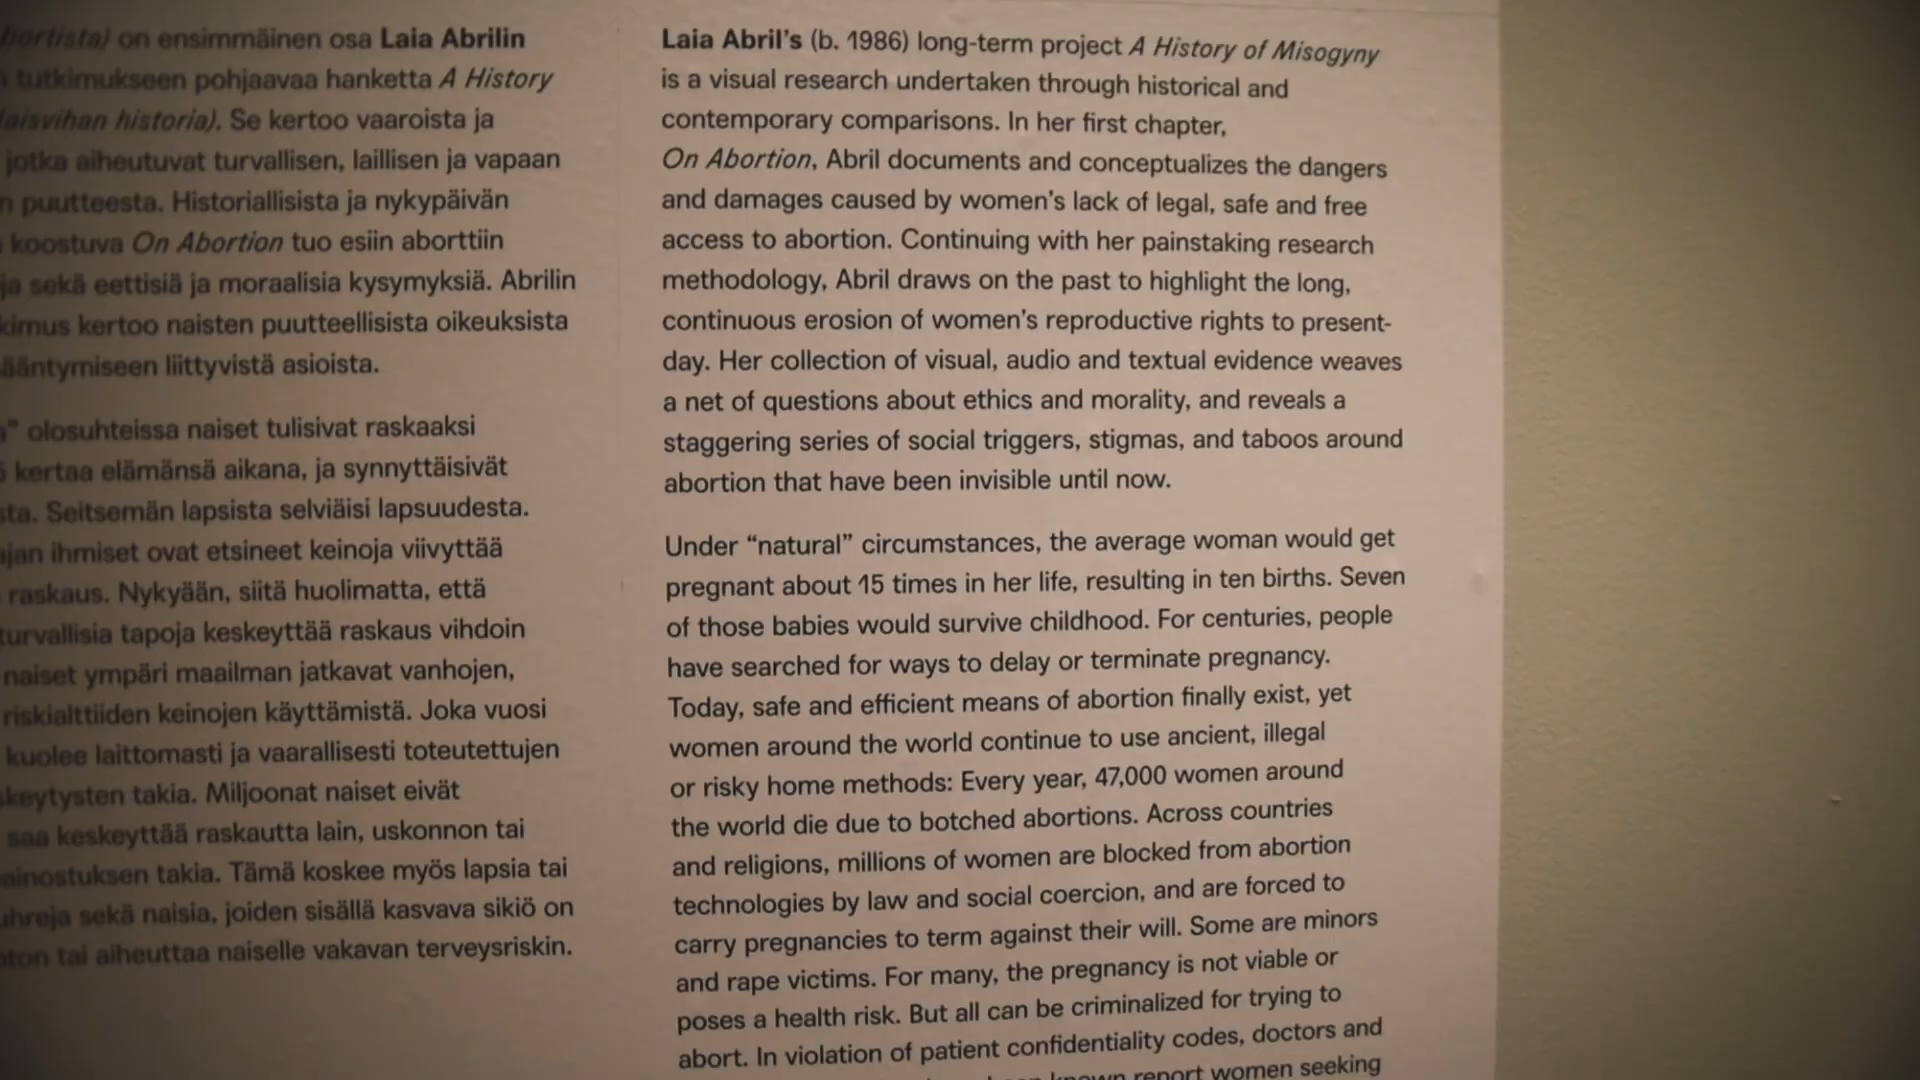 on ensimmäinen osa Laia Abrilin
tutkimukseen pohjaavaa hanketta A History
historia). Se kertoo vaaroista ja
jotka aiheutuvat turvallisen, laillisen ja vapaan
puutteesta. Historiallisista ja nykypäivän
koostuva On Abortion tuo esiin aborttiin
ja sekä eettisiä ja moraalisia kysymyksiä. Abrilin
kertoo naisten puutteellisista oikeuksista
liittyvistä asioista.
olosuhteissa naiset tulisivat raskaaksi
kertaa elämänsä aikana, ja synnyttäisivät
Seitsemän lapsista selviäisi lapsuudesta.
ihmiset ovat etsineet keinoja viivyttää
raskaus. Nykyään, siitä huolimatta, että
turvallisia tapoja keskeyttää raskaus vihdoin
naiset ympäri maailman jatkavat vanhojen,
riskialttiiden keinojen käyttämistä. Joka vuosi
kuolee laittomasti ja vaarallisesti toteutettujen
takia. Miljoonat naiset eivät
saa keskeyttää raskautta lain, uskonnon tai
takia. Tämä koskee myös lapsia tai
sekä naisia, joiden sisällä kasvava sikiö on
tai aiheuttaa naiselle vakavan terveysriskin.
Laia Abril’s (b. 1986) long-term project A History of Misogyny
is a visual research undertaken through historical and
contemporary comparisons. In her first chapter,
On Abortion, Abril documents and conceptualizes the dangers
and damages caused by women’s lack of legal, safe and free
access to abortion. Continuing with her painstaking research
methodology, Abril draws on the past to highlight the long,
continuous erosion of women’s reproductive rights to present-
day. Her collection of visual, audio and textual evidence weaves
a net of questions about ethics and morality, and reveals a
staggering series of social triggers, stigmas, and taboos around
abortion that have been invisible until now.
Under “natural” circumstances, the average woman would get
pregnant about 15 times in her life, resulting in ten births. Seven
of those babies would survive childhood. For centuries, people
have searched for ways to delay or terminate pregnancy.
Today, safe and efficient means of abortion finally exist, yet
women around the world continue to use ancient, illegal
or risky home methods: Every year, 47,000 women around
the world die due to botched abortions. Across countries
and religions, millions of women are blocked from abortion
technologies by law and social coercion, and are forced to
carry pregnancies to term against their will. Some are minors
and rape victims. For many, the pregnancy is not viable or
poses a health risk. But all can be criminalized for trying to
abort. In violation of patient confidentiality codes, doctors and
known report women seeking